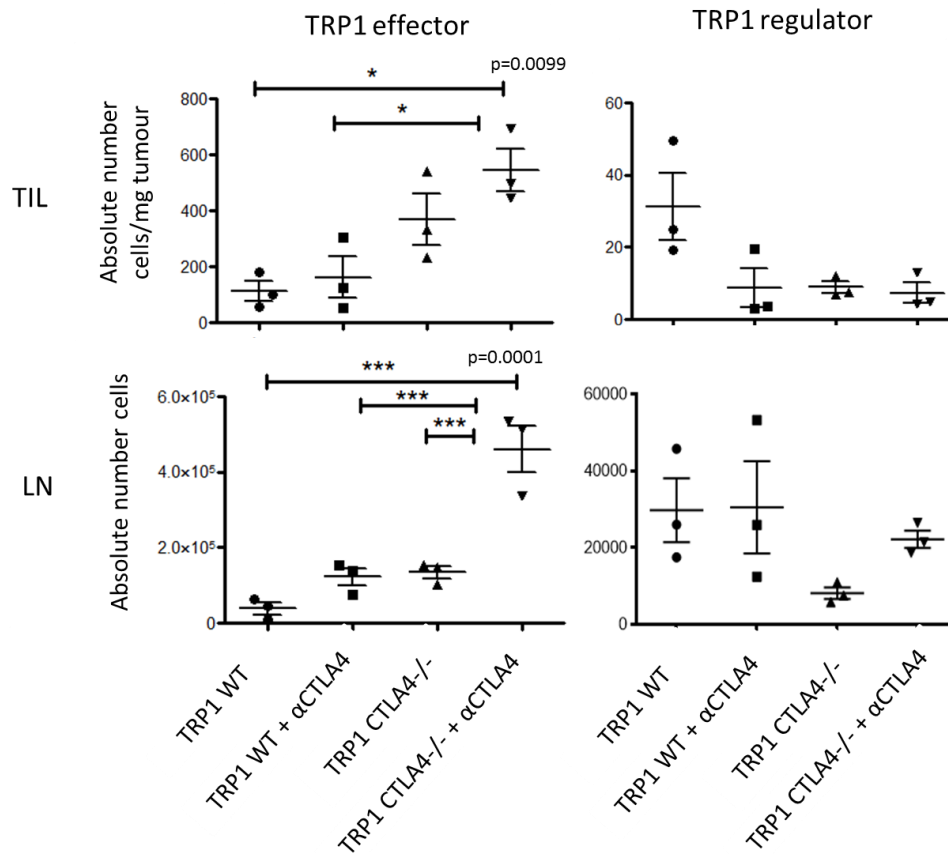 TRP1 effector
TRP1 regulator
TIL
Absolute number
cells/mg tumour
p=0.0099
*
*
800
600
400
200
0
60
40
20
0
LN
Absolute number cells
p=0.0001
***
***
***
6.0×10⁵
4.0×10⁵
2.0×10⁵
0
60000
40000
20000
0
TRP1 WT
TRP1 WT + αCTLA4
TRP1 CTLA4-/-
TRP1 CTLA4-/- + αCTLA4
TRP1 WT
TRP1 WT + αCTLA4
TRP1 CTLA4-/-
TRP1 CTLA4-/- + αCTLA4